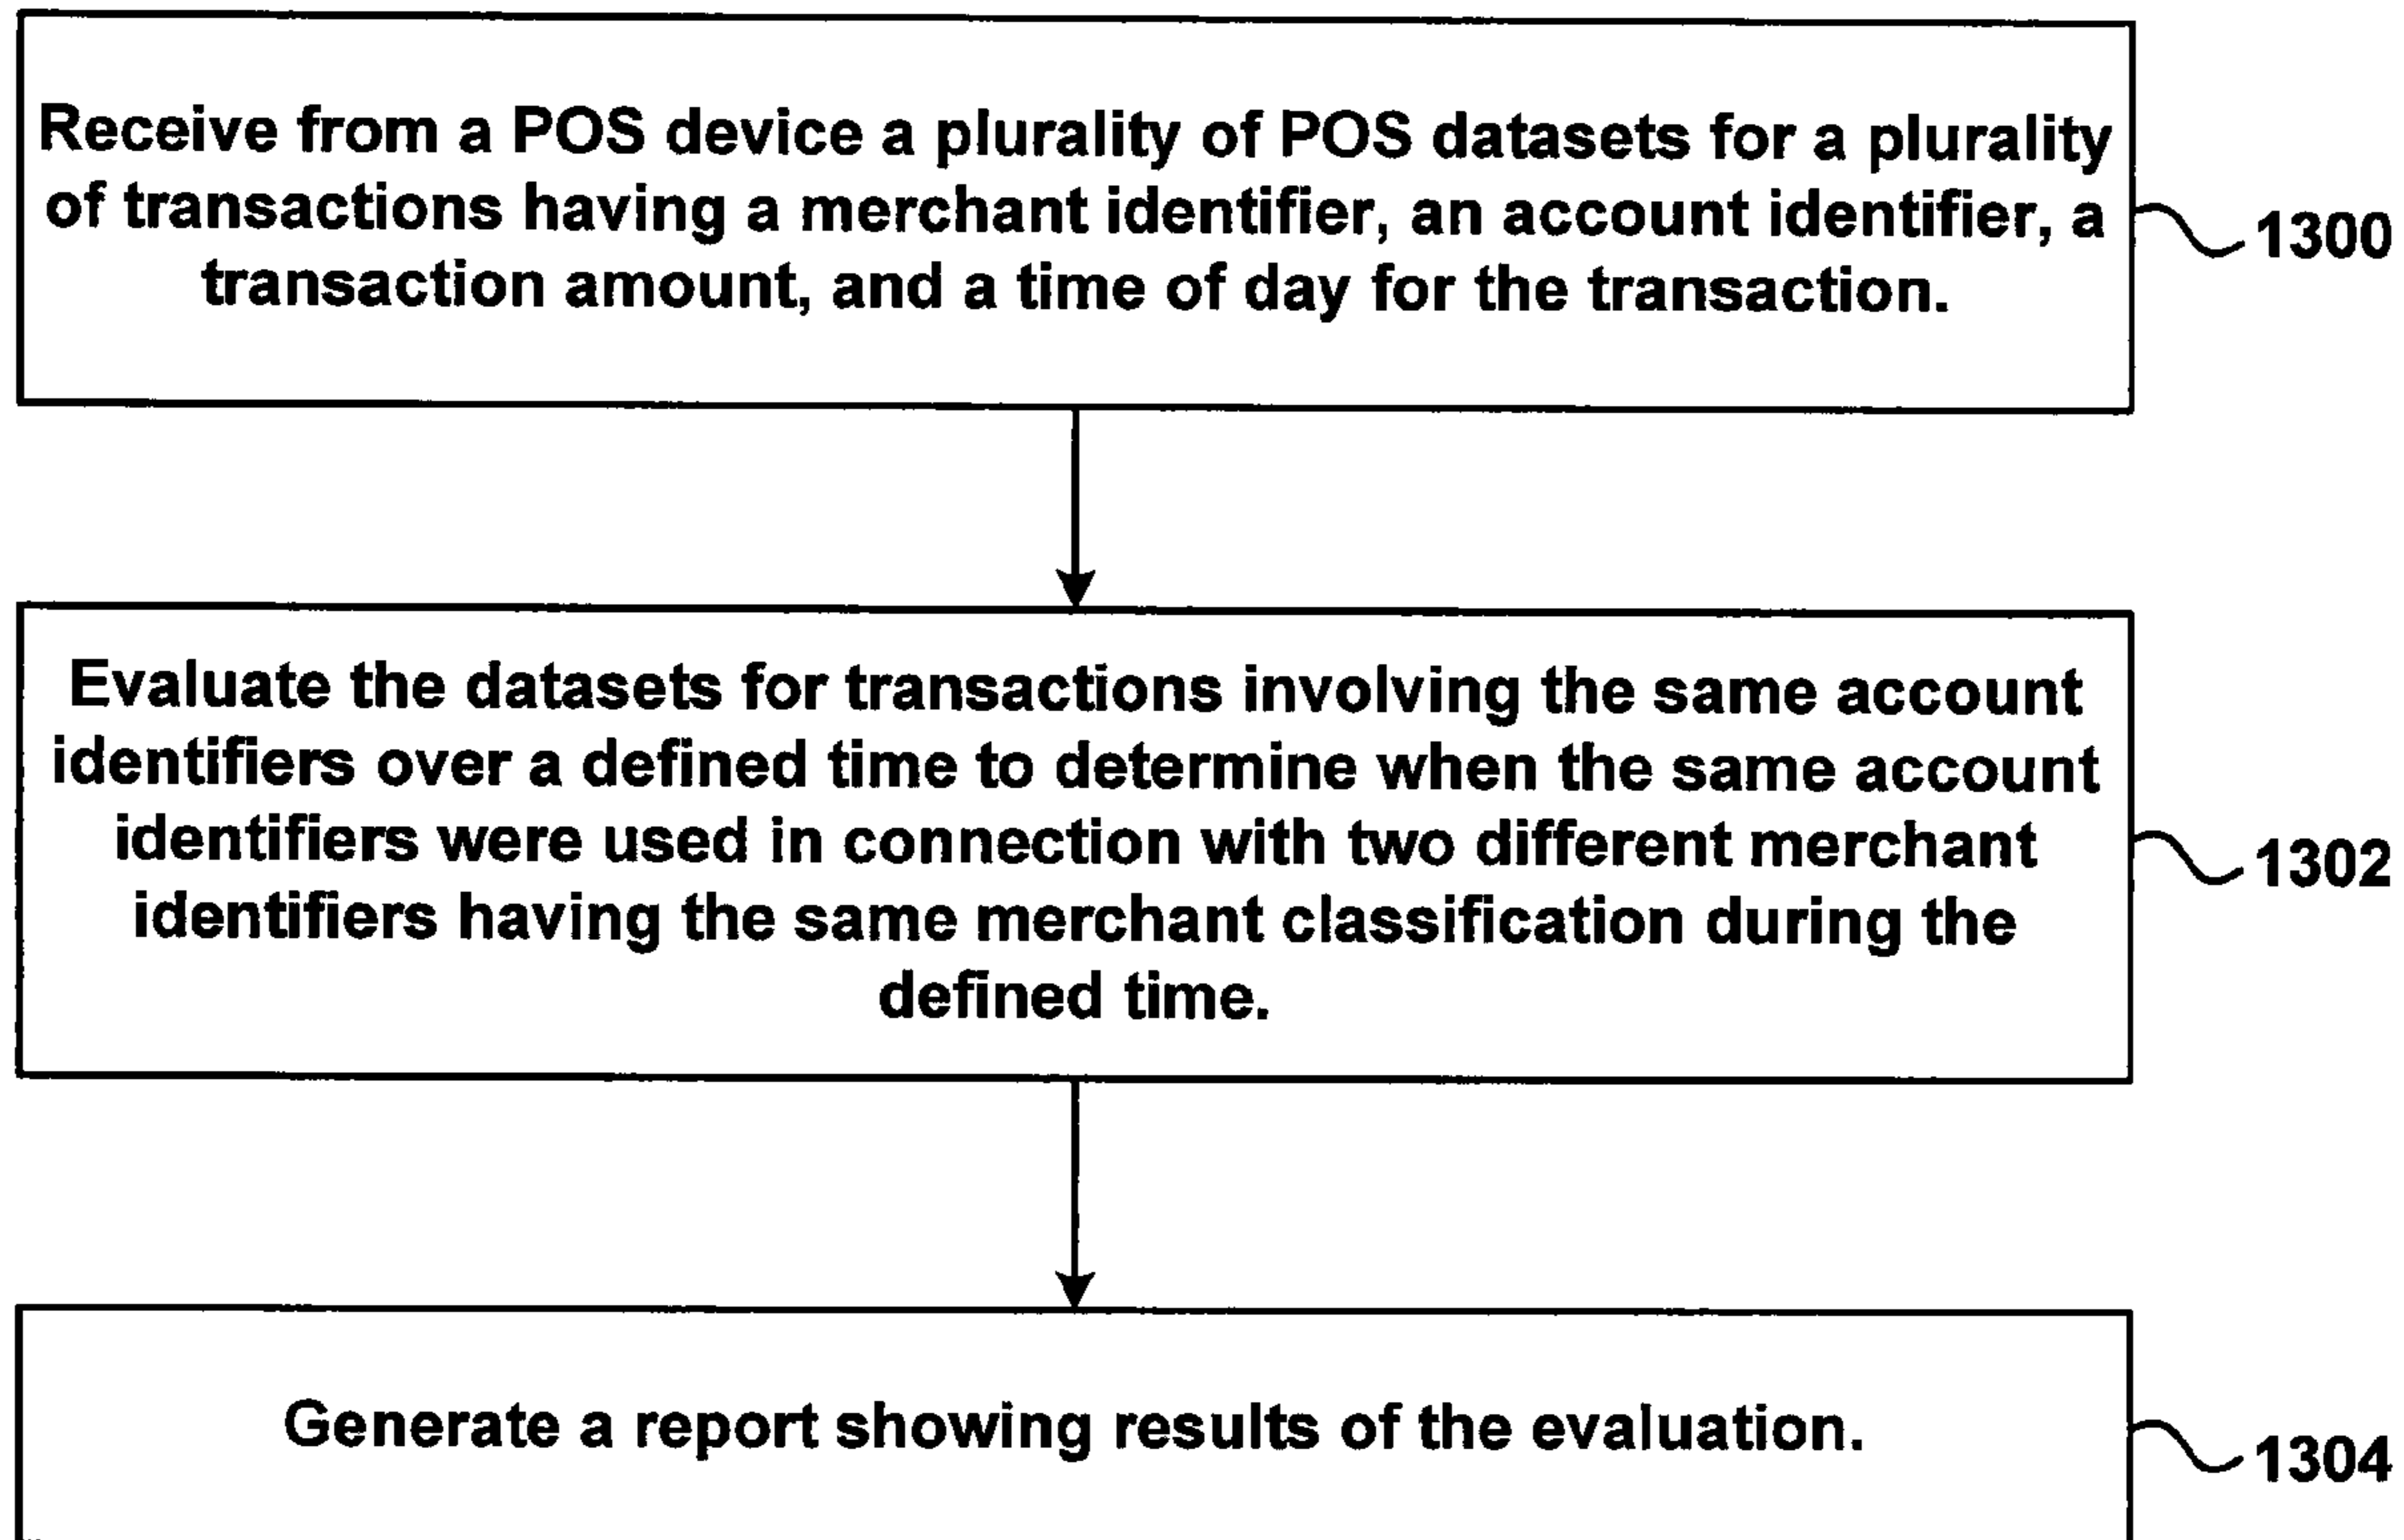 Receive from a POS device a plurality of POS datasets for a plurality
of transactions having a merchant identifier, an account identifier, a
transaction amount, and a time of day for the transaction.
1300
Evaluate the datasets for transactions involving the same account
identifiers over a defined time to determine when the same account
identifiers were used in connection with two different merchant
identifiers having the same merchant classification during the
defined time.
1302
Generate a report showing results of the evaluation.
1304